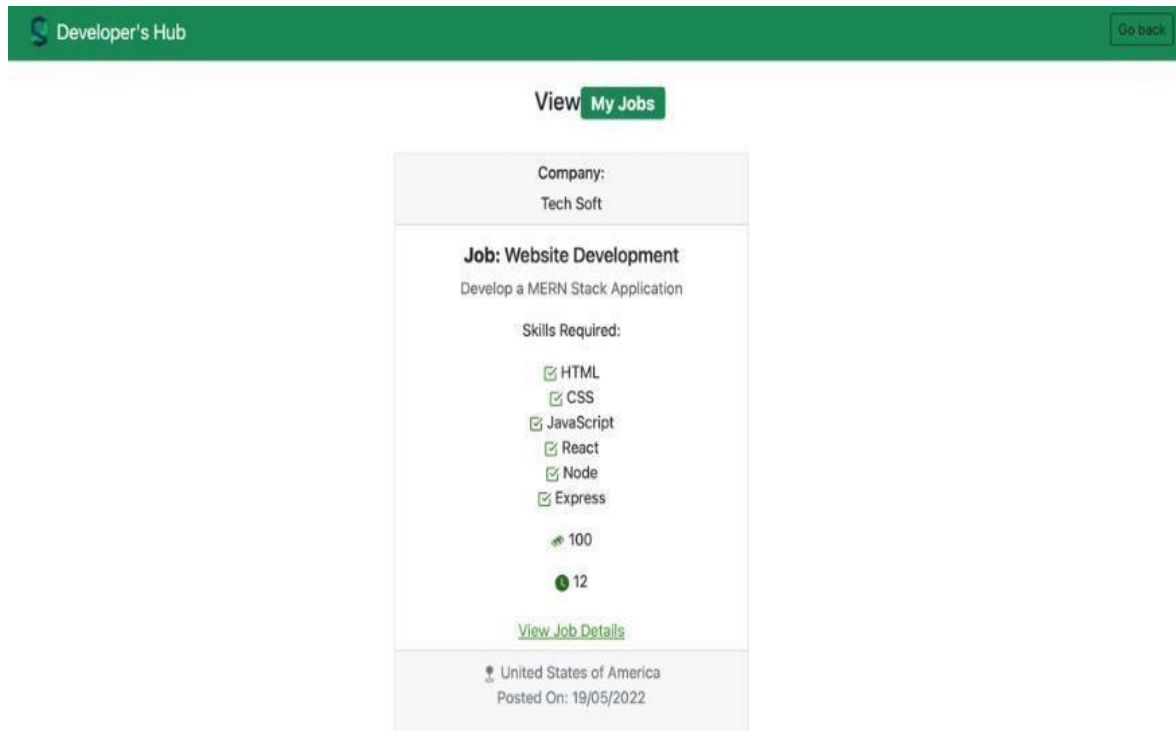 Developer's Hub
Go back
View My Jobs
Company:
Tech Soft
Job: Website Development
Develop a MERN Stack Application
Skills Required:
HTML
CSS
JavaScript
React
Node
Express
100
12
View Job Details
United States of America
Posted On: 19/05/2022